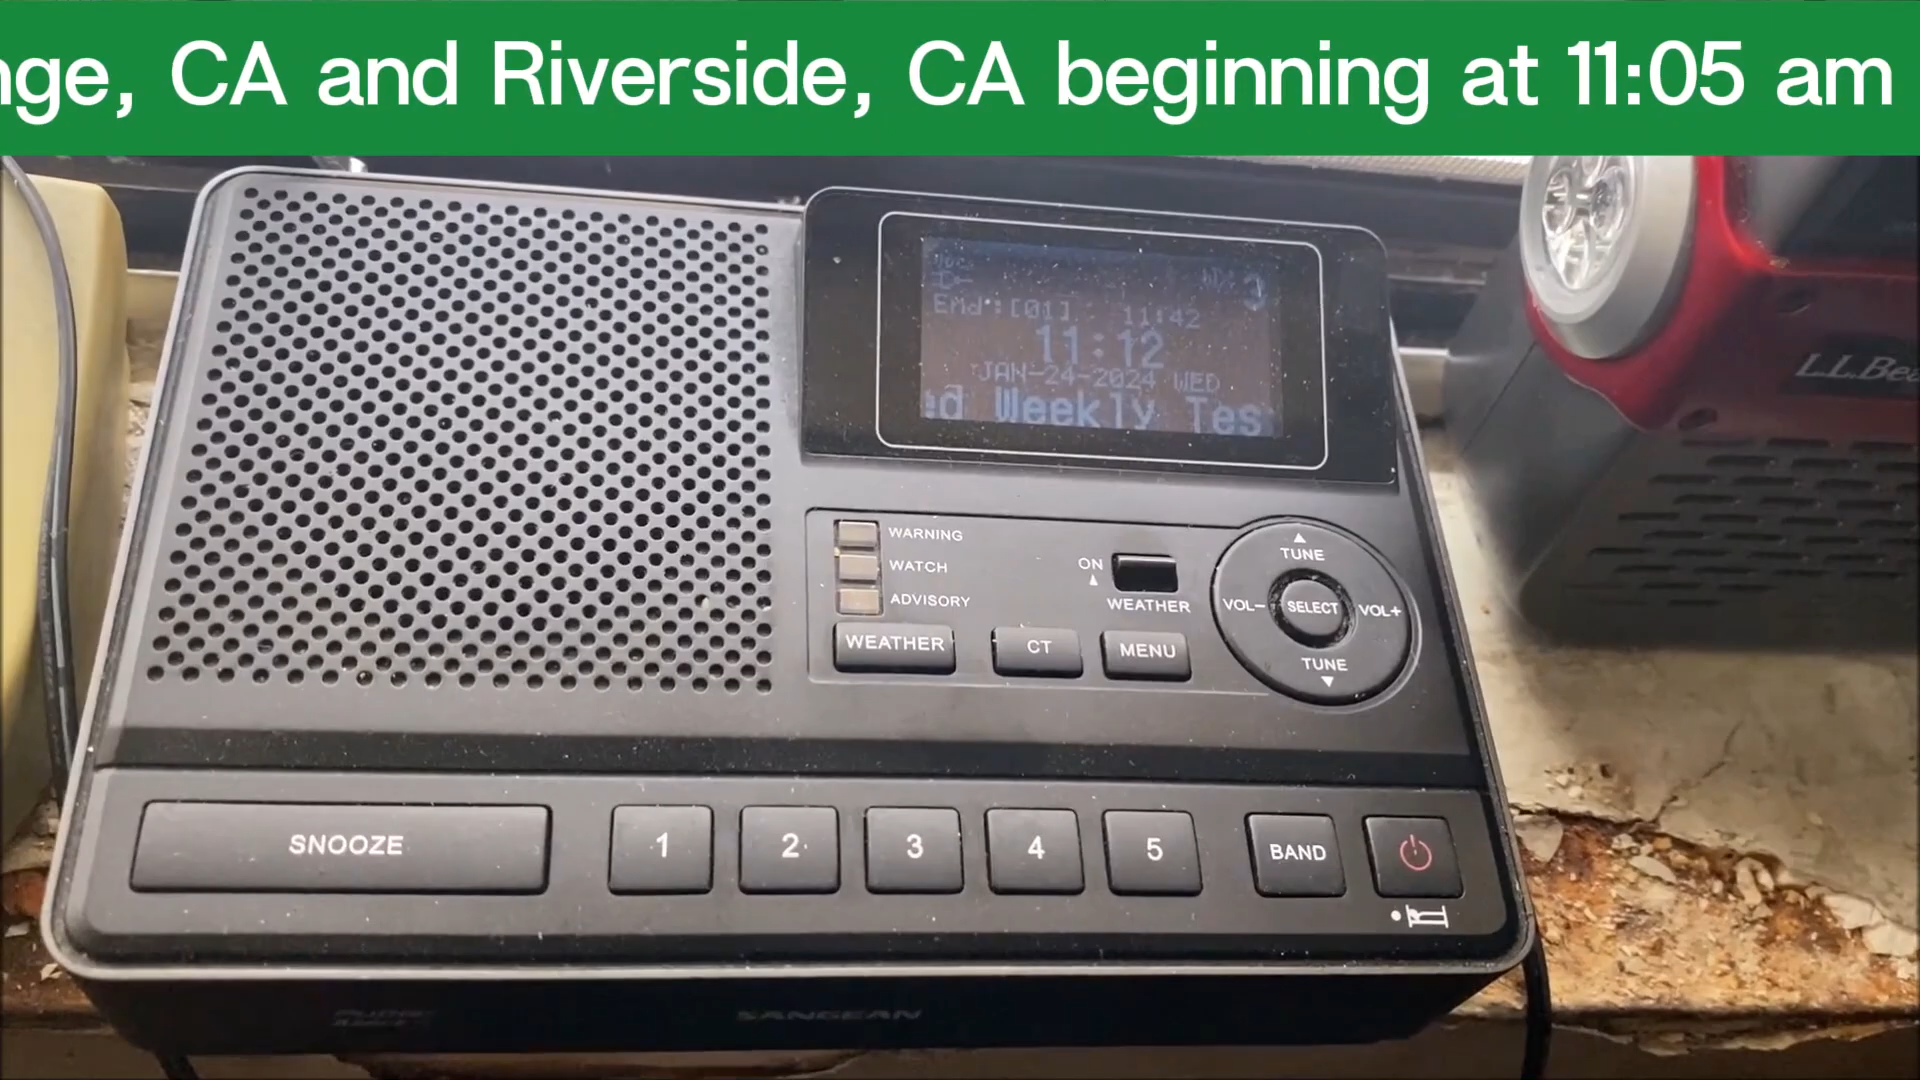 nge, CA and Riverside, CA beginning at 11:05 am
End:[01] 11:42
11:12
JAN-24-2024 WED
ed Weekly Tes
L.L.Bea
WARNING
WATCH
ADVISORY
ON
WEATHER
WEATHER
CT
MENU
TUNE
VOL-
SELECT
VOL+
TUNE
SNOOZE
1
2
3
4
5
BAND
SANGEAN